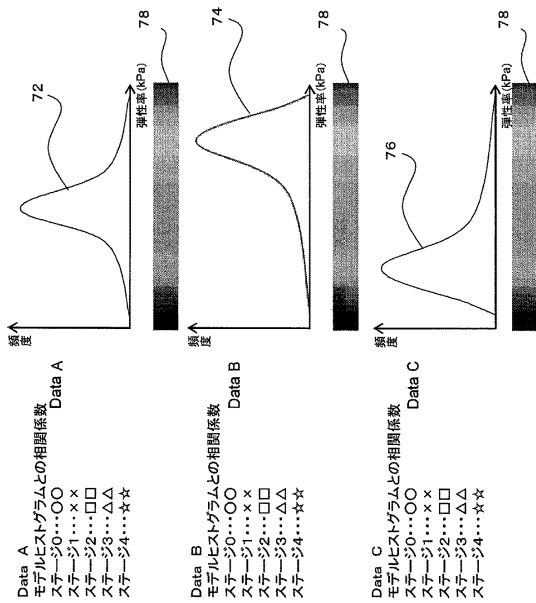 Data A
モデルヒストグラムとの相関係数
ステージ0･･･○○
ステージ1･･･××
ステージ2･･･□□
ステージ3･･･△△
ステージ4･･･☆☆
Data A
頻度
72
弾性率(kPa)
78
Data B
モデルヒストグラムとの相関係数
ステージ0･･･○○
ステージ1･･･××
ステージ2･･･□□
ステージ3･･･△△
ステージ4･･･☆☆
Data B
頻度
74
弾性率(kPa)
78
Data C
モデルヒストグラムとの相関係数
ステージ0･･･○○
ステージ1･･･××
ステージ2･･･□□
ステージ3･･･△△
ステージ4･･･☆☆
Data C
頻度
76
弾性率(kPa)
78